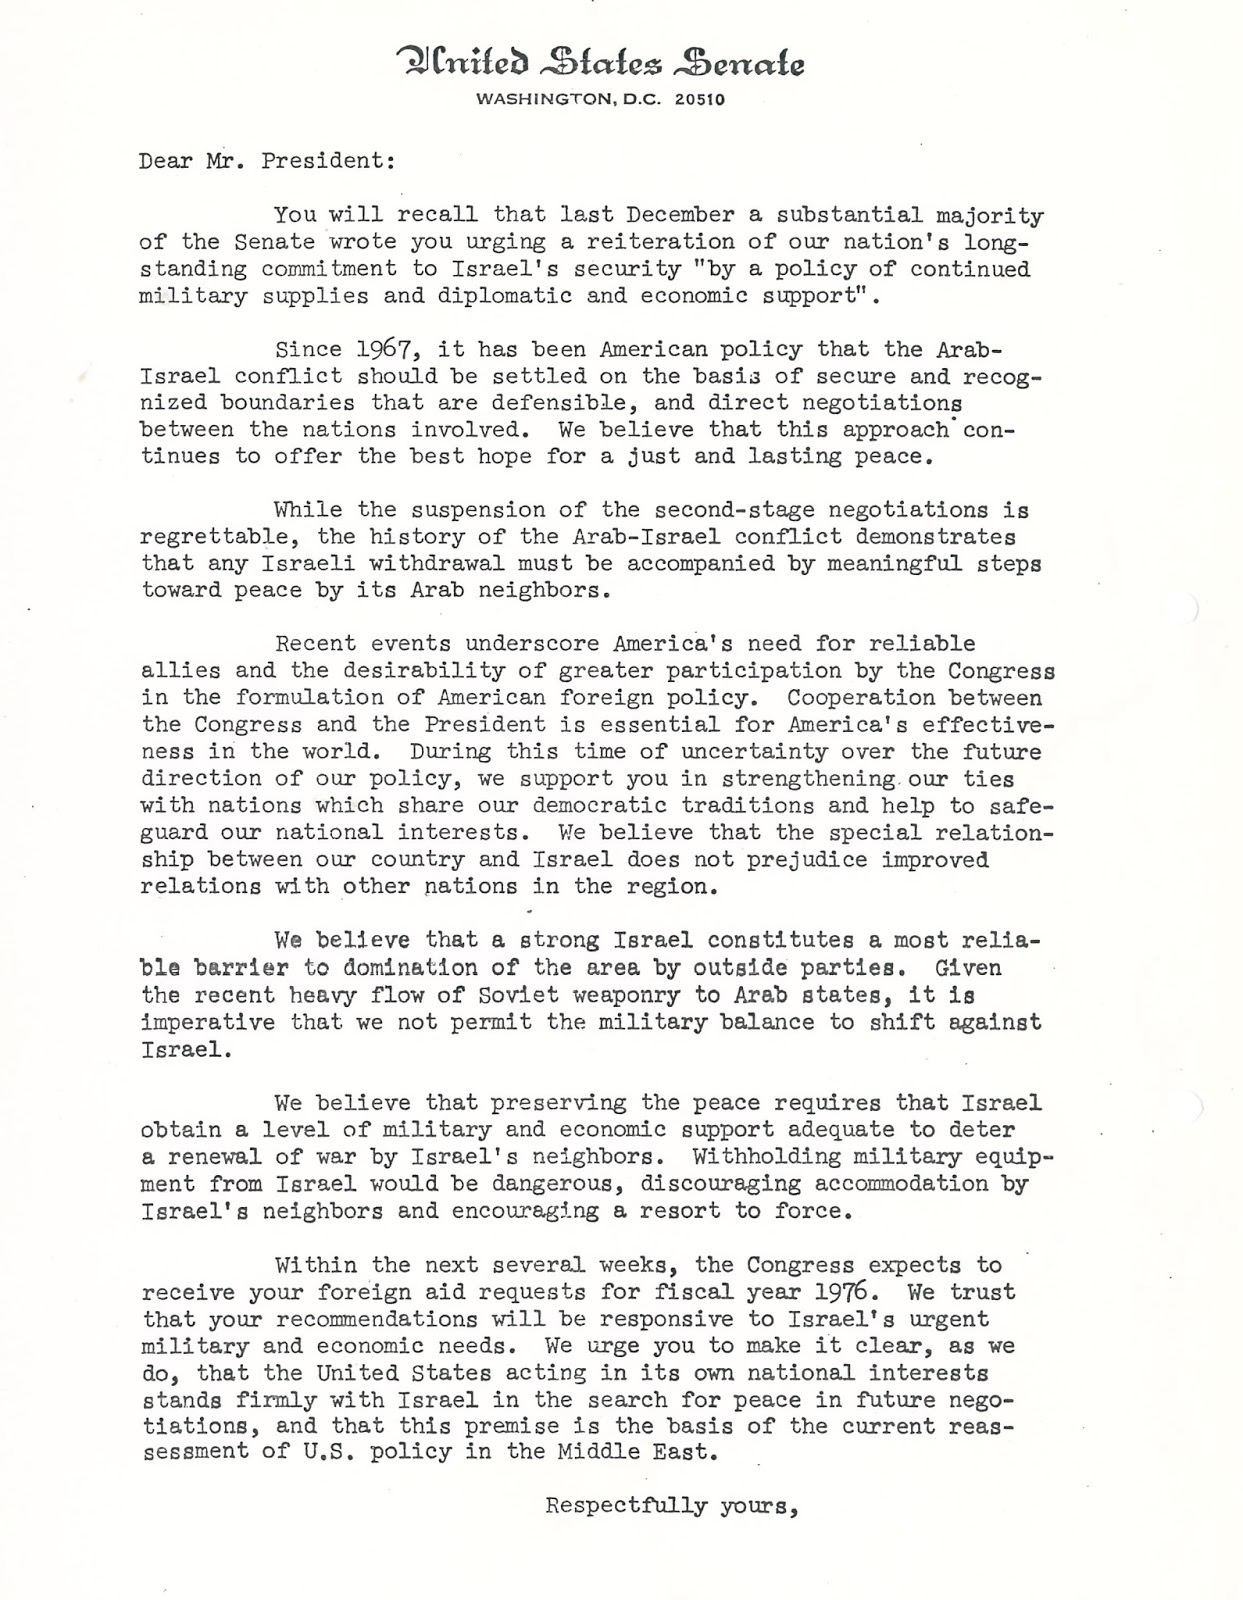 United States Senate
WASHINGTON, D.C. 20510
Dear Mr. President:
You will recall that last December a substantial majority
of the Senate wrote you urging a reiteration of our nation's long-
standing commitment to Israel's security "by a policy of continued
military supplies and diplomatic and economic support".
Since 1967, it has been American policy that the Arab-
Israel conflict should be settled on the basis of secure and recog-
nized boundaries that are defensible, and direct negotiations
between the nations involved. We believe that this approach con-
tinues to offer the best hope for a just and lasting peace.
While the suspension of the second-stage negotiations is
regrettable, the history of the Arab-Israel conflict demonstrates
that any Israeli withdrawal must be accompanied by meaningful steps
toward peace by its Arab neighbors.
Recent events underscore America's need for reliable
allies and the desirability of greater participation by the Congress
in the formulation of American foreign policy. Cooperation between
the Congress and the President is essential for America's effective-
ness in the world. During this time of uncertainty over the future
direction of our policy, we support you in strengthening our ties
with nations which share our democratic traditions and help to safe-
guard our national interests. We believe that the special relation-
ship between our country and Israel does not prejudice improved
relations with other nations in the region.
We believe that a strong Israel constitutes a most relia-
ble barrier to domination of the area by outside parties. Given
the recent heavy flow of Soviet weaponry to Arab states, it is
imperative that we not permit the military balance to shift against
Israel.
We believe that preserving the peace requires that Israel
obtain a level of military and economic support adequate to deter
a renewal of war by Israel's neighbors. Withholding military equip-
ment from Israel would be dangerous, discouraging accommodation by
Israel's neighbors and encouraging a resort to force.
Within the next several weeks, the Congress expects to
receive your foreign aid requests for fiscal year 1976. We trust
that your recommendations will be responsive to Israel's urgent
military and economic needs. We urge you to make it clear, as we
do, that the United States acting in its own national interests
stands firmly with Israel in the search for peace in future nego-
tiations, and that this premise is the basis of the current reas-
sessment of U.S. policy in the Middle East.
Respectfully yours,